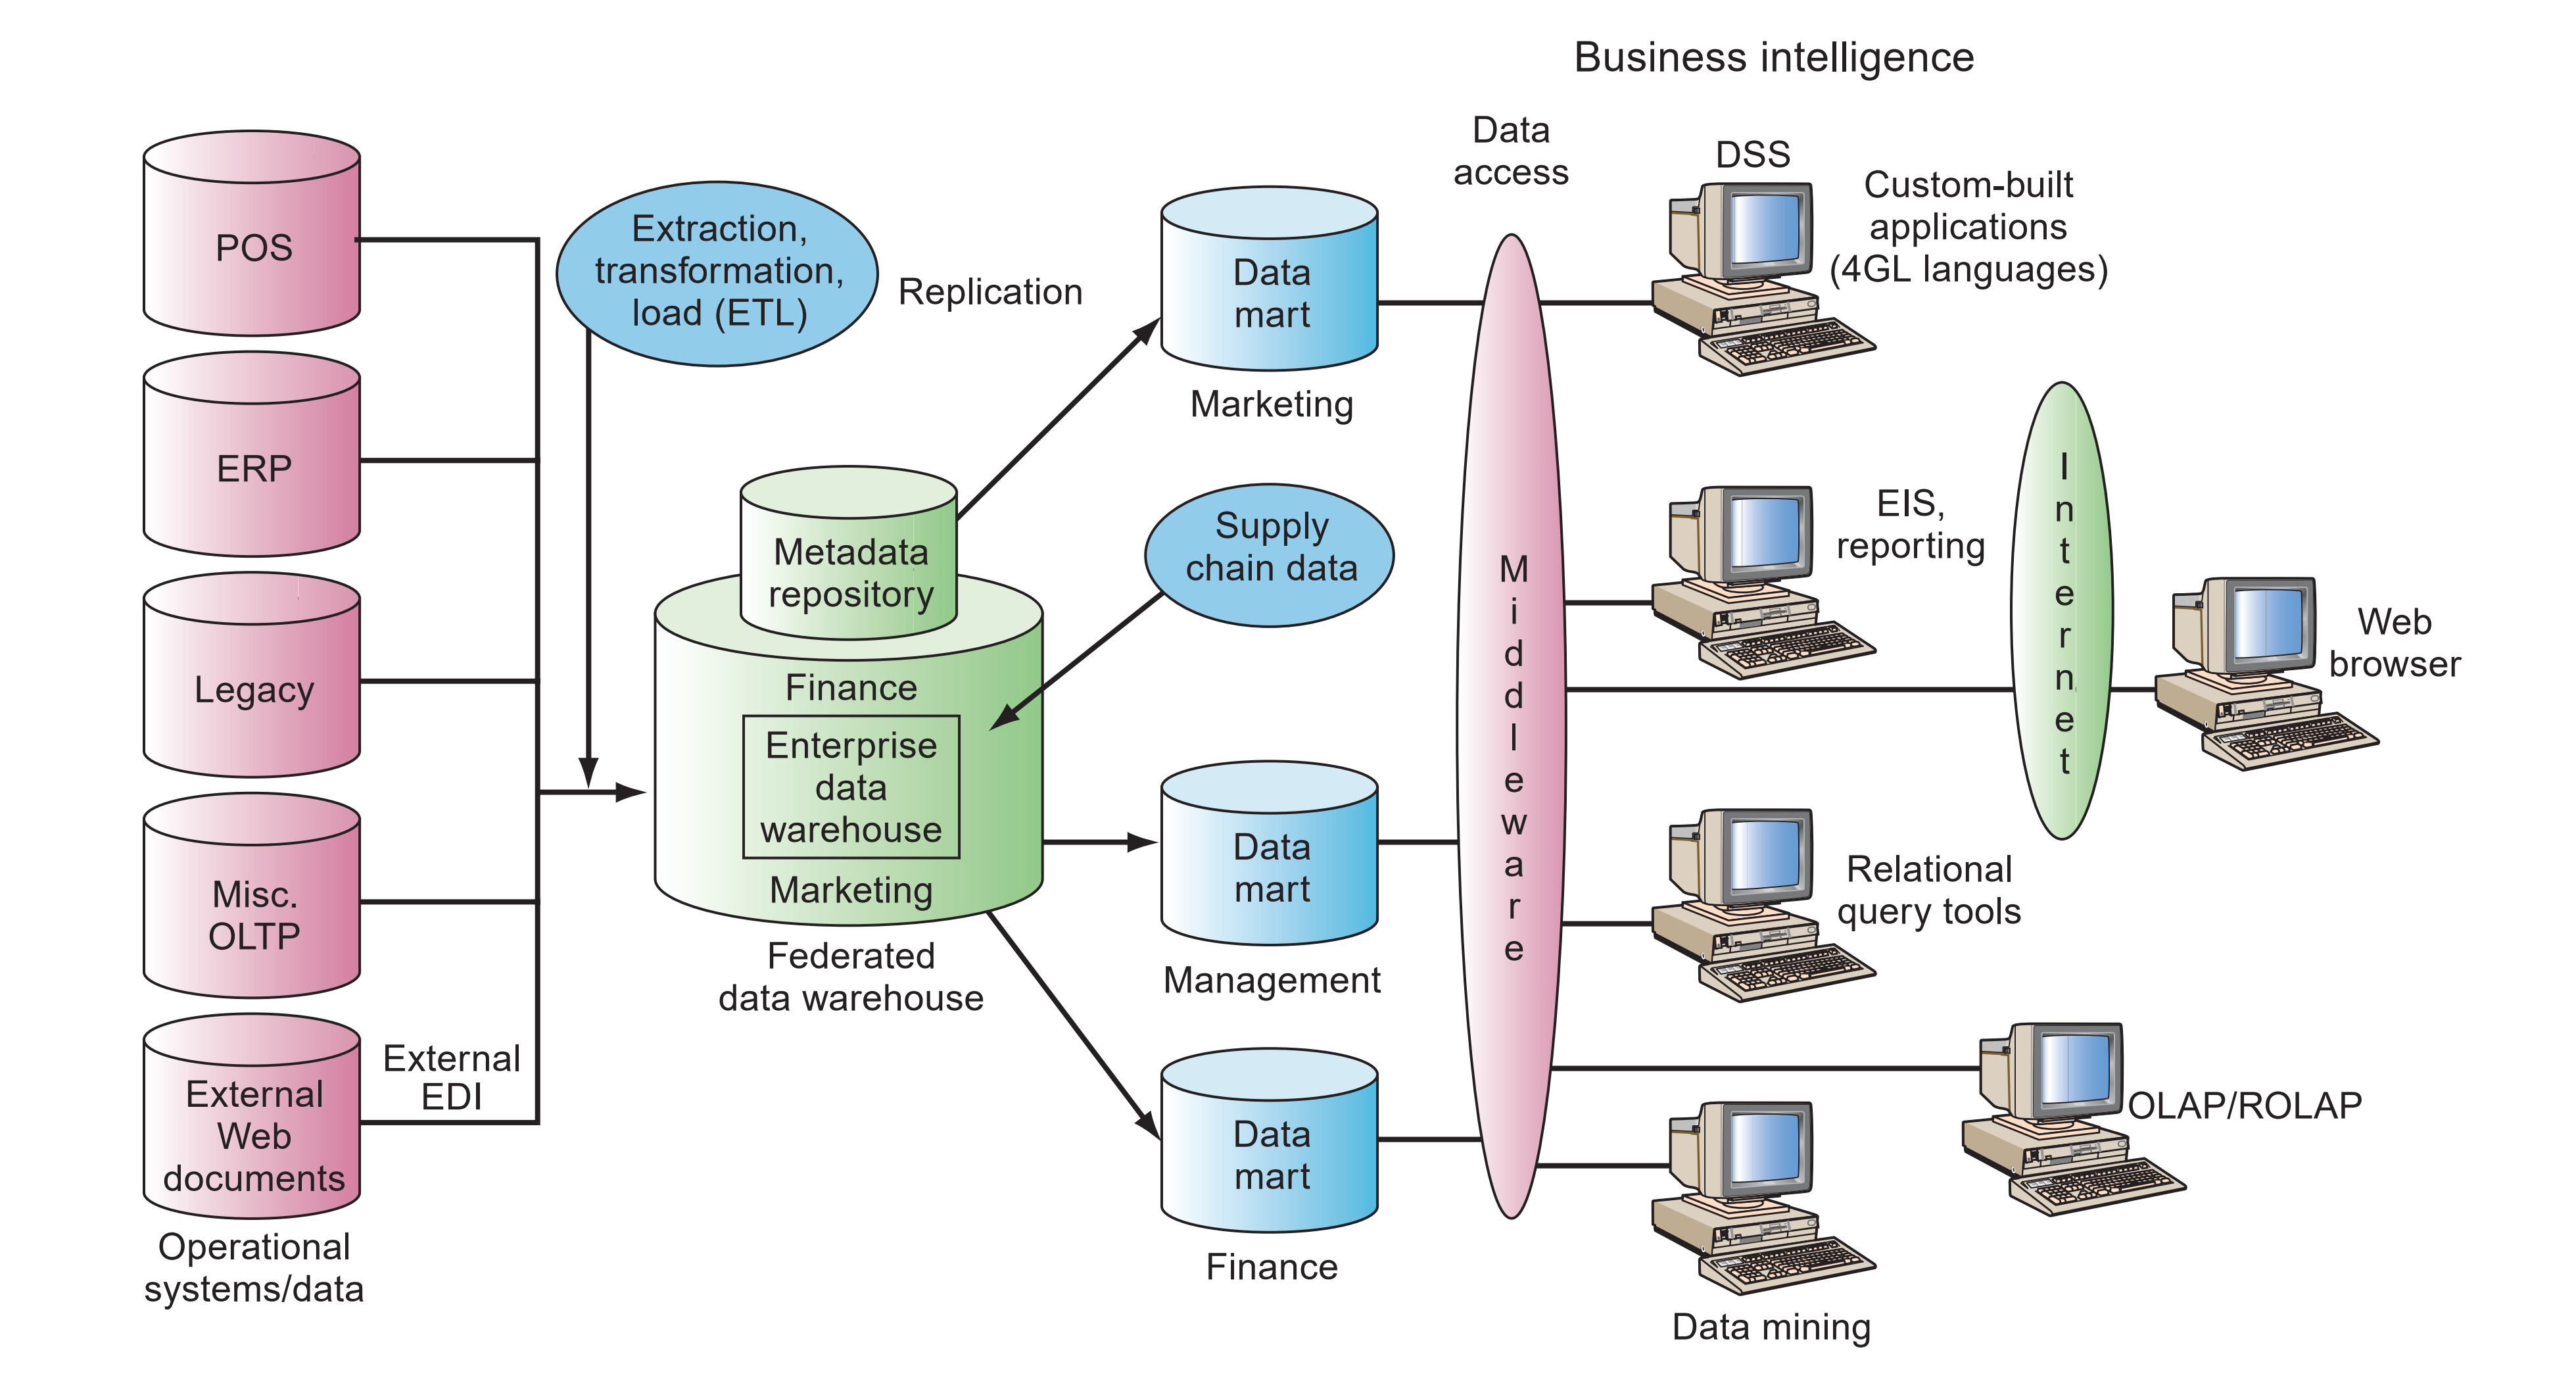 Business intelligence
Data
access
DSS
Custom-built
applications
(4GL languages)
POS
Extraction,
transformation,
load (ETL)
Replication
Data
mart
Marketing
ERP
Metadata
repository
Supply
chain data
EIS,
reporting
Internet
Web
browser
Middleware
Legacy
Finance
Enterprise
data
warehouse
Marketing
Federated
data warehouse
Data
mart
Management
Relational
query tools
Misc.
OLTP
External
EDI
External
Web
documents
Operational
systems/data
Data
mart
Finance
OLAP/ROLAP
Data mining